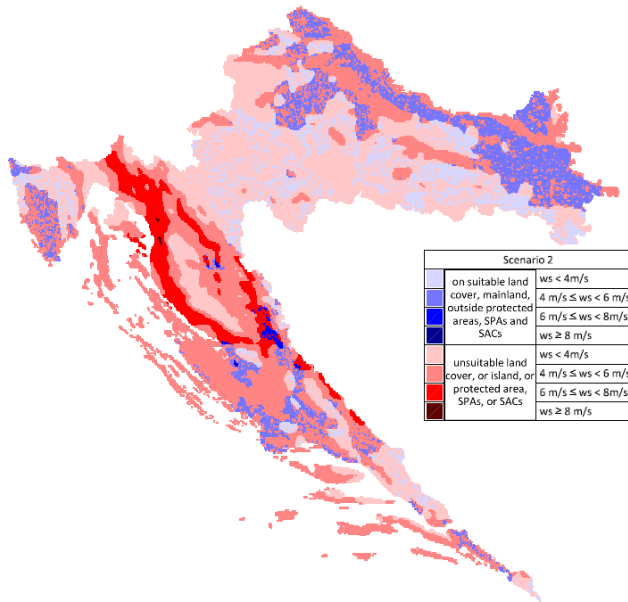 Scenario 2
on suitable land
cover, mainland,
outside protected
areas, SPAs and
SACs
ws < 4m/s
4 m/s ≤ ws < 6 m/s
6 m/s ≤ ws < 8m/s
ws ≥ 8 m/s
unsuitable land
cover, or island, or
protected area,
SPAs, or SACs
ws < 4m/s
4 m/s ≤ ws < 6 m/s
6 m/s ≤ ws < 8m/s
ws ≥ 8 m/s